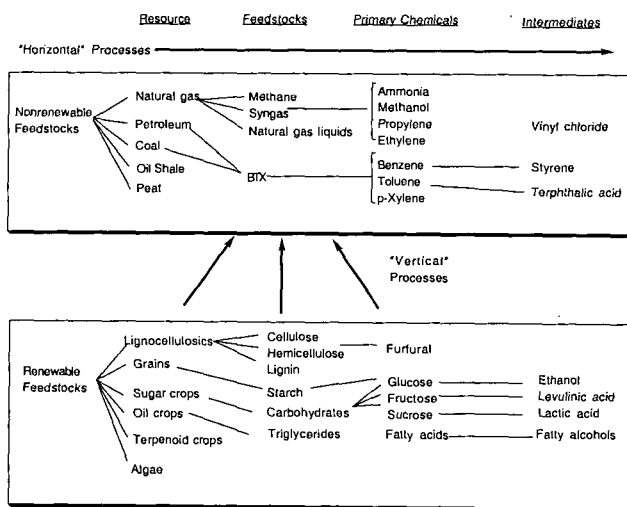 Resource Feedstocks Primary Chemicals Intermediates
"Horizontal" Processes
Natural gas Methane Ammonia
Syngas Methanol
Nonrenewable Feedstocks
Petroleum Natural gas liquids Propylene Vinyl chloride
Coal Ethylene
Oil Shale BTX Benzene Styrene
Peat Toluene Terphthalic acid
p-Xylene
"Vertical" Processes
Lignocellulosics Cellulose Furfural
Hemicellulose
Grains Lignin
Renewable Feedstocks
Starch Glucose Ethanol
Sugar crops Carbohydrates Fructose Levulinic acid
Oil crops Sucrose Lactic acid
Terpenoid crops Triglycerides Fatty acids Fatty alcohols
Algae